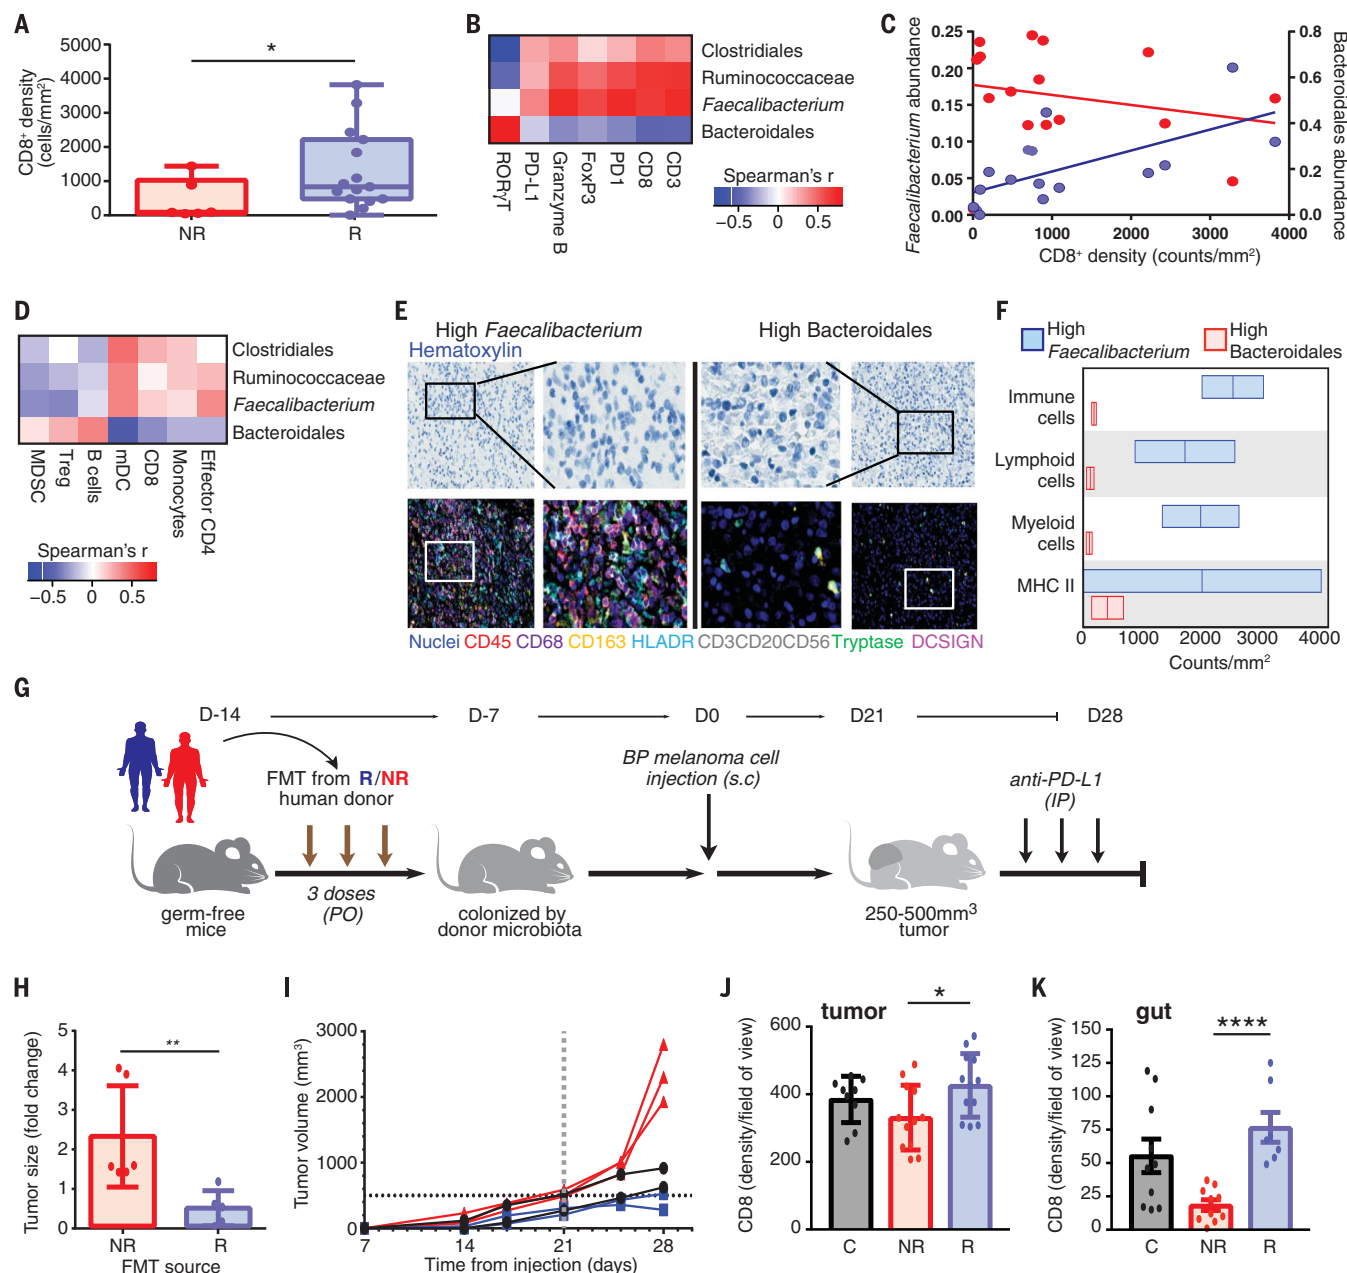 A
CD8+ density
(cells/mm2)
5000
4000
3000
2000
1000
0
*
NR
R
B
Clostridiales
Ruminococcaceae
Faecalibacterium
Bacteroidales
RORγT
PD-L1
Granzyme B
FoxP3
PD1
CD8
CD3
Spearman's r
−0.5 0 0.5
C
Faecalibacterium abundance
0.25
0.20
0.15
0.10
0.05
0.00
0.8
0.6
0.4
0.2
0.0
Bacteroidales abundance
0 1000 2000 3000 4000
CD8+ density (counts/mm2)
D
Clostridiales
Ruminococcaceae
Faecalibacterium
Bacteroidales
MDSC
Treg
B cells
mDC
CD8
Monocytes
Effector CD4
Spearman's r
−0.5 0 0.5
E
High Faecalibacterium
High Bacteroidales
Hematoxylin
Nuclei CD45 CD68 CD163 HLADR CD3CD20CD56 Tryptase DCSIGN
F
High
Faecalibacterium
High
Bacteroidales
Immune
cells
Lymphoid
cells
Myeloid
cells
MHC II
0 1000 2000 3000 4000
Counts/mm2
G
D-14 D-7 D0 D21 D28
FMT from R/NR
human donor
BP melanoma cell
injection (s.c)
anti-PD-L1
(IP)
3 doses
(PO)
germ-free
mice
colonized by
donor microbiota
250-500mm3
tumor
H
Tumor size (fold change)
5
4
3
2
1
0
**
NR
R
FMT source
I
Tumor volume (mm3)
3000
2000
1000
0
7 14 21 28
Time from injection (days)
J
tumor
CD8 (density/field of view)
600
400
200
0
*
C NR R
K
gut
CD8 (density/field of view)
150
125
100
75
50
25
0
****
C NR R